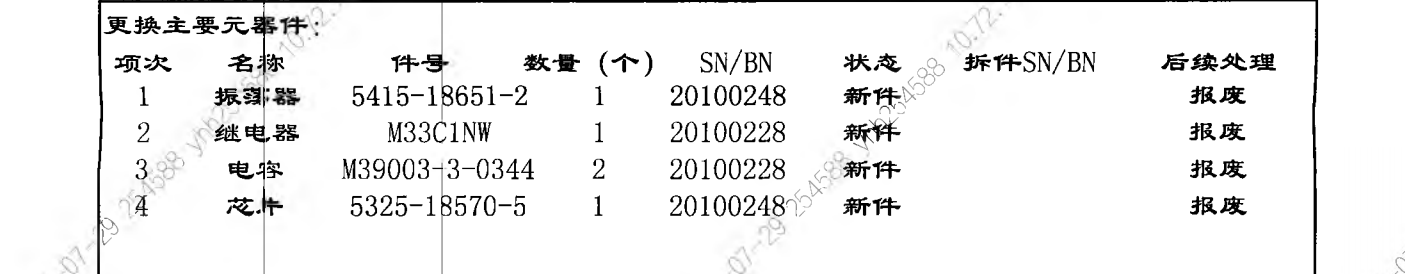 更换主要元器件:
项次 名称 件号 数量 (个) SN/BN 状态 拆件SN/BN 后续处理
1 振荡器 5415-18651-2 1 20100248 新件 报废
2 继电器 M33C1NW 1 20100228 新件 报废
3 电容 M39003-3-0344 2 20100228 新件 报废
4 芯片 5325-18570-5 1 20100248 新件 报废